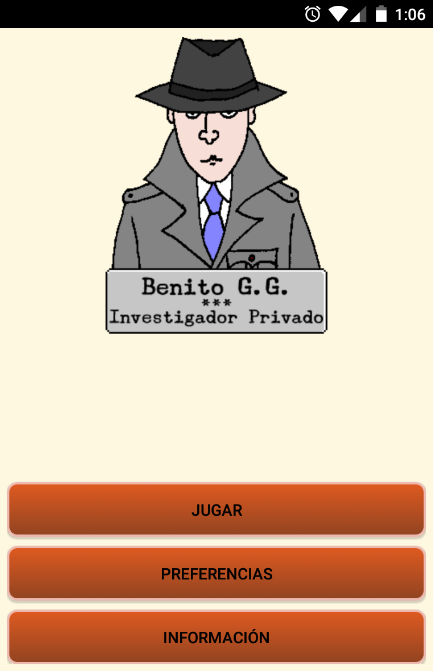 1:06
Benito G.G.
***
Investigador Privado
JUGAR
PREFERENCIAS
INFORMACIÓN